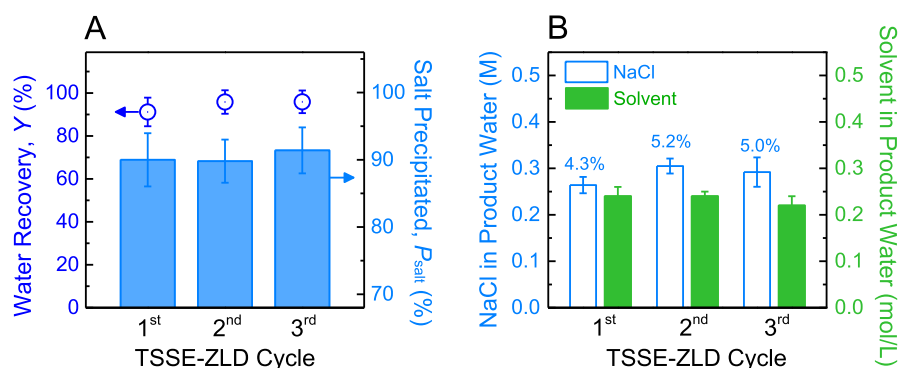 A
Water Recovery, Y (%)
100
80
60
40
20
0
100
90
80
70
Salt Precipitated, Psalt (%)
1st 2nd 3rd
TSSE-ZLD Cycle
B
NaCl in Product Water (M)
0.5
0.4
0.3
0.2
0.1
0.0
NaCl
Solvent
4.3% 5.2% 5.0%
0.5
0.4
0.3
0.2
0.1
0.0
Solvent in Product Water (mol/L)
1st 2nd 3rd
TSSE-ZLD Cycle